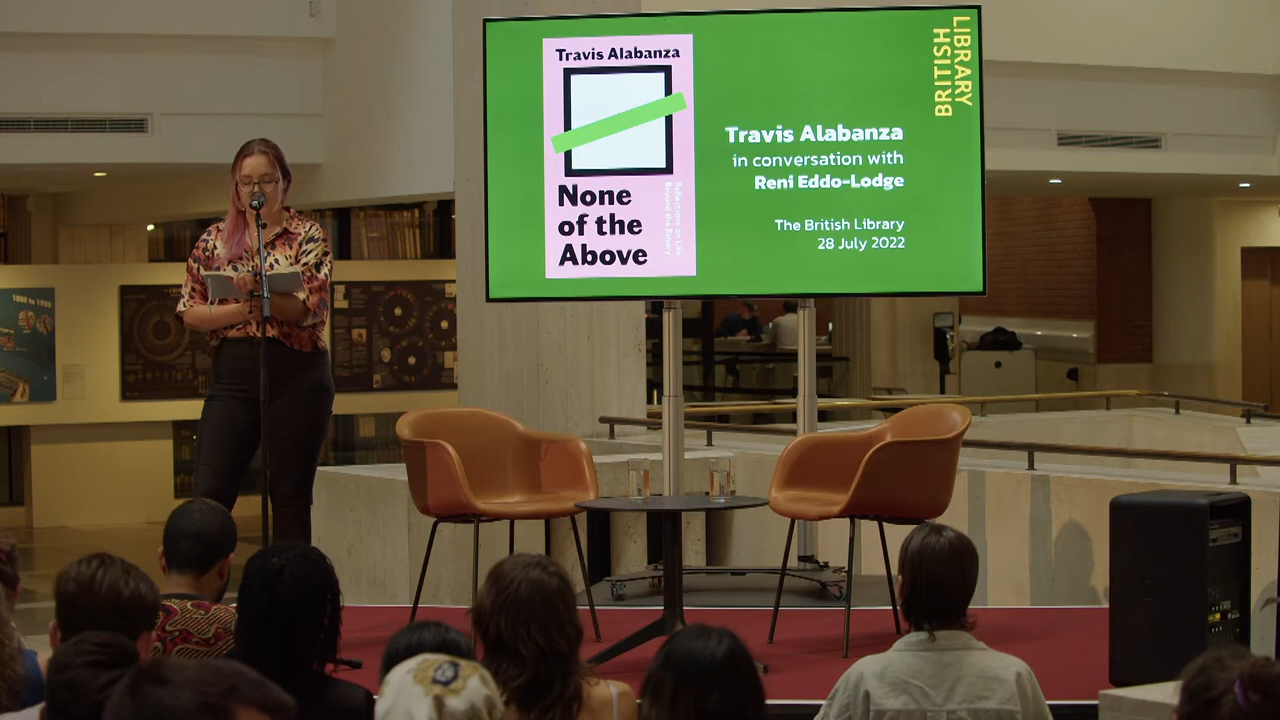 Travis Alabanza
None
of the
Above
Reflections on Life
Beyond the Binary
Travis Alabanza
in conversation with
Reni Eddo-Lodge
The British Library
28 July 2022
LIBRARY
BRITISH
1800 to 1900